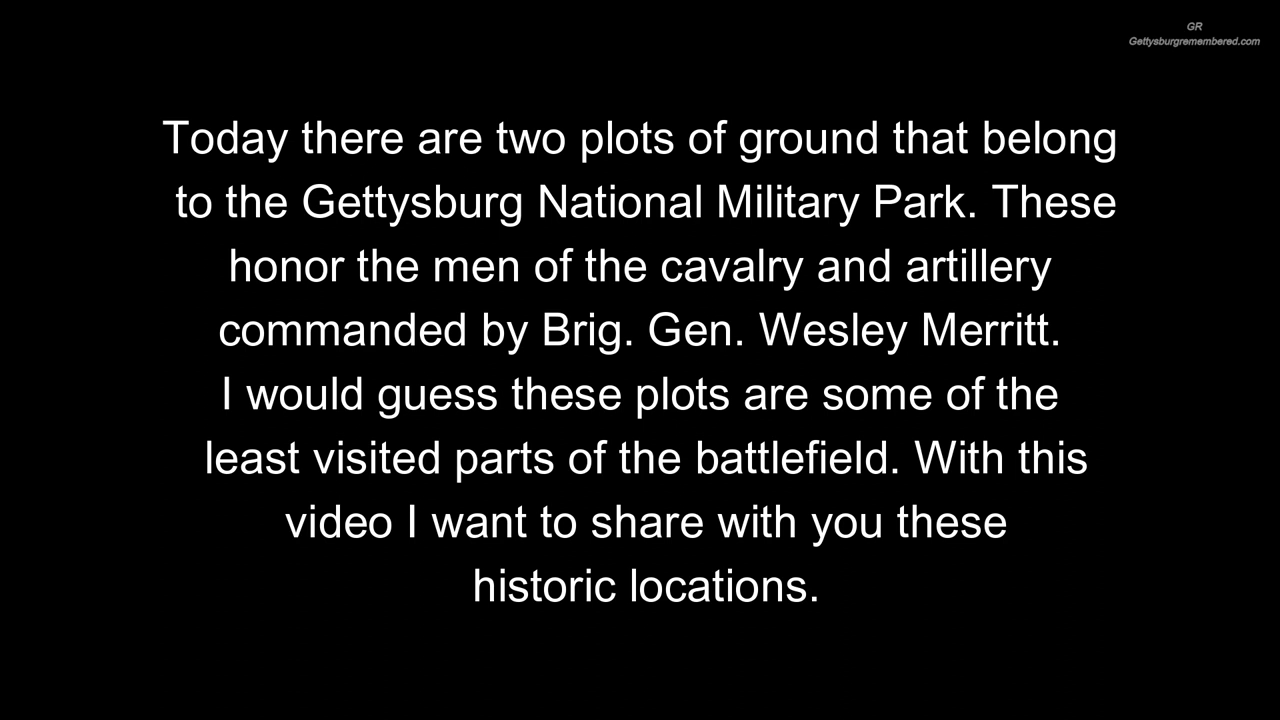 GR
Gettysburgremembered.com
Today there are two plots of ground that belong
to the Gettysburg National Military Park. These
honor the men of the cavalry and artillery
commanded by Brig. Gen. Wesley Merritt.
I would guess these plots are some of the
least visited parts of the battlefield. With this
video I want to share with you these
historic locations.